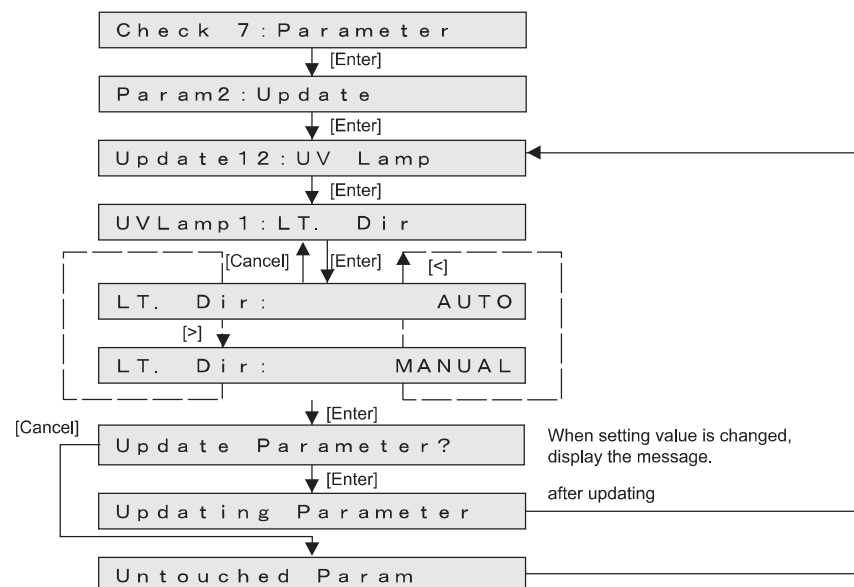 Check 7:Parameter
[Enter]
Param2:Update
[Enter]
Update12:UV Lamp
[Enter]
UVLamp1:LT. Dir
[Cancel] [Enter] [<]
LT. Dir: AUTO
[>]
LT. Dir: MANUAL
[Enter]
[Cancel]
Update Parameter?
When setting value is changed,
display the message.
[Enter]
after updating
Updating Parameter
Untouched Param